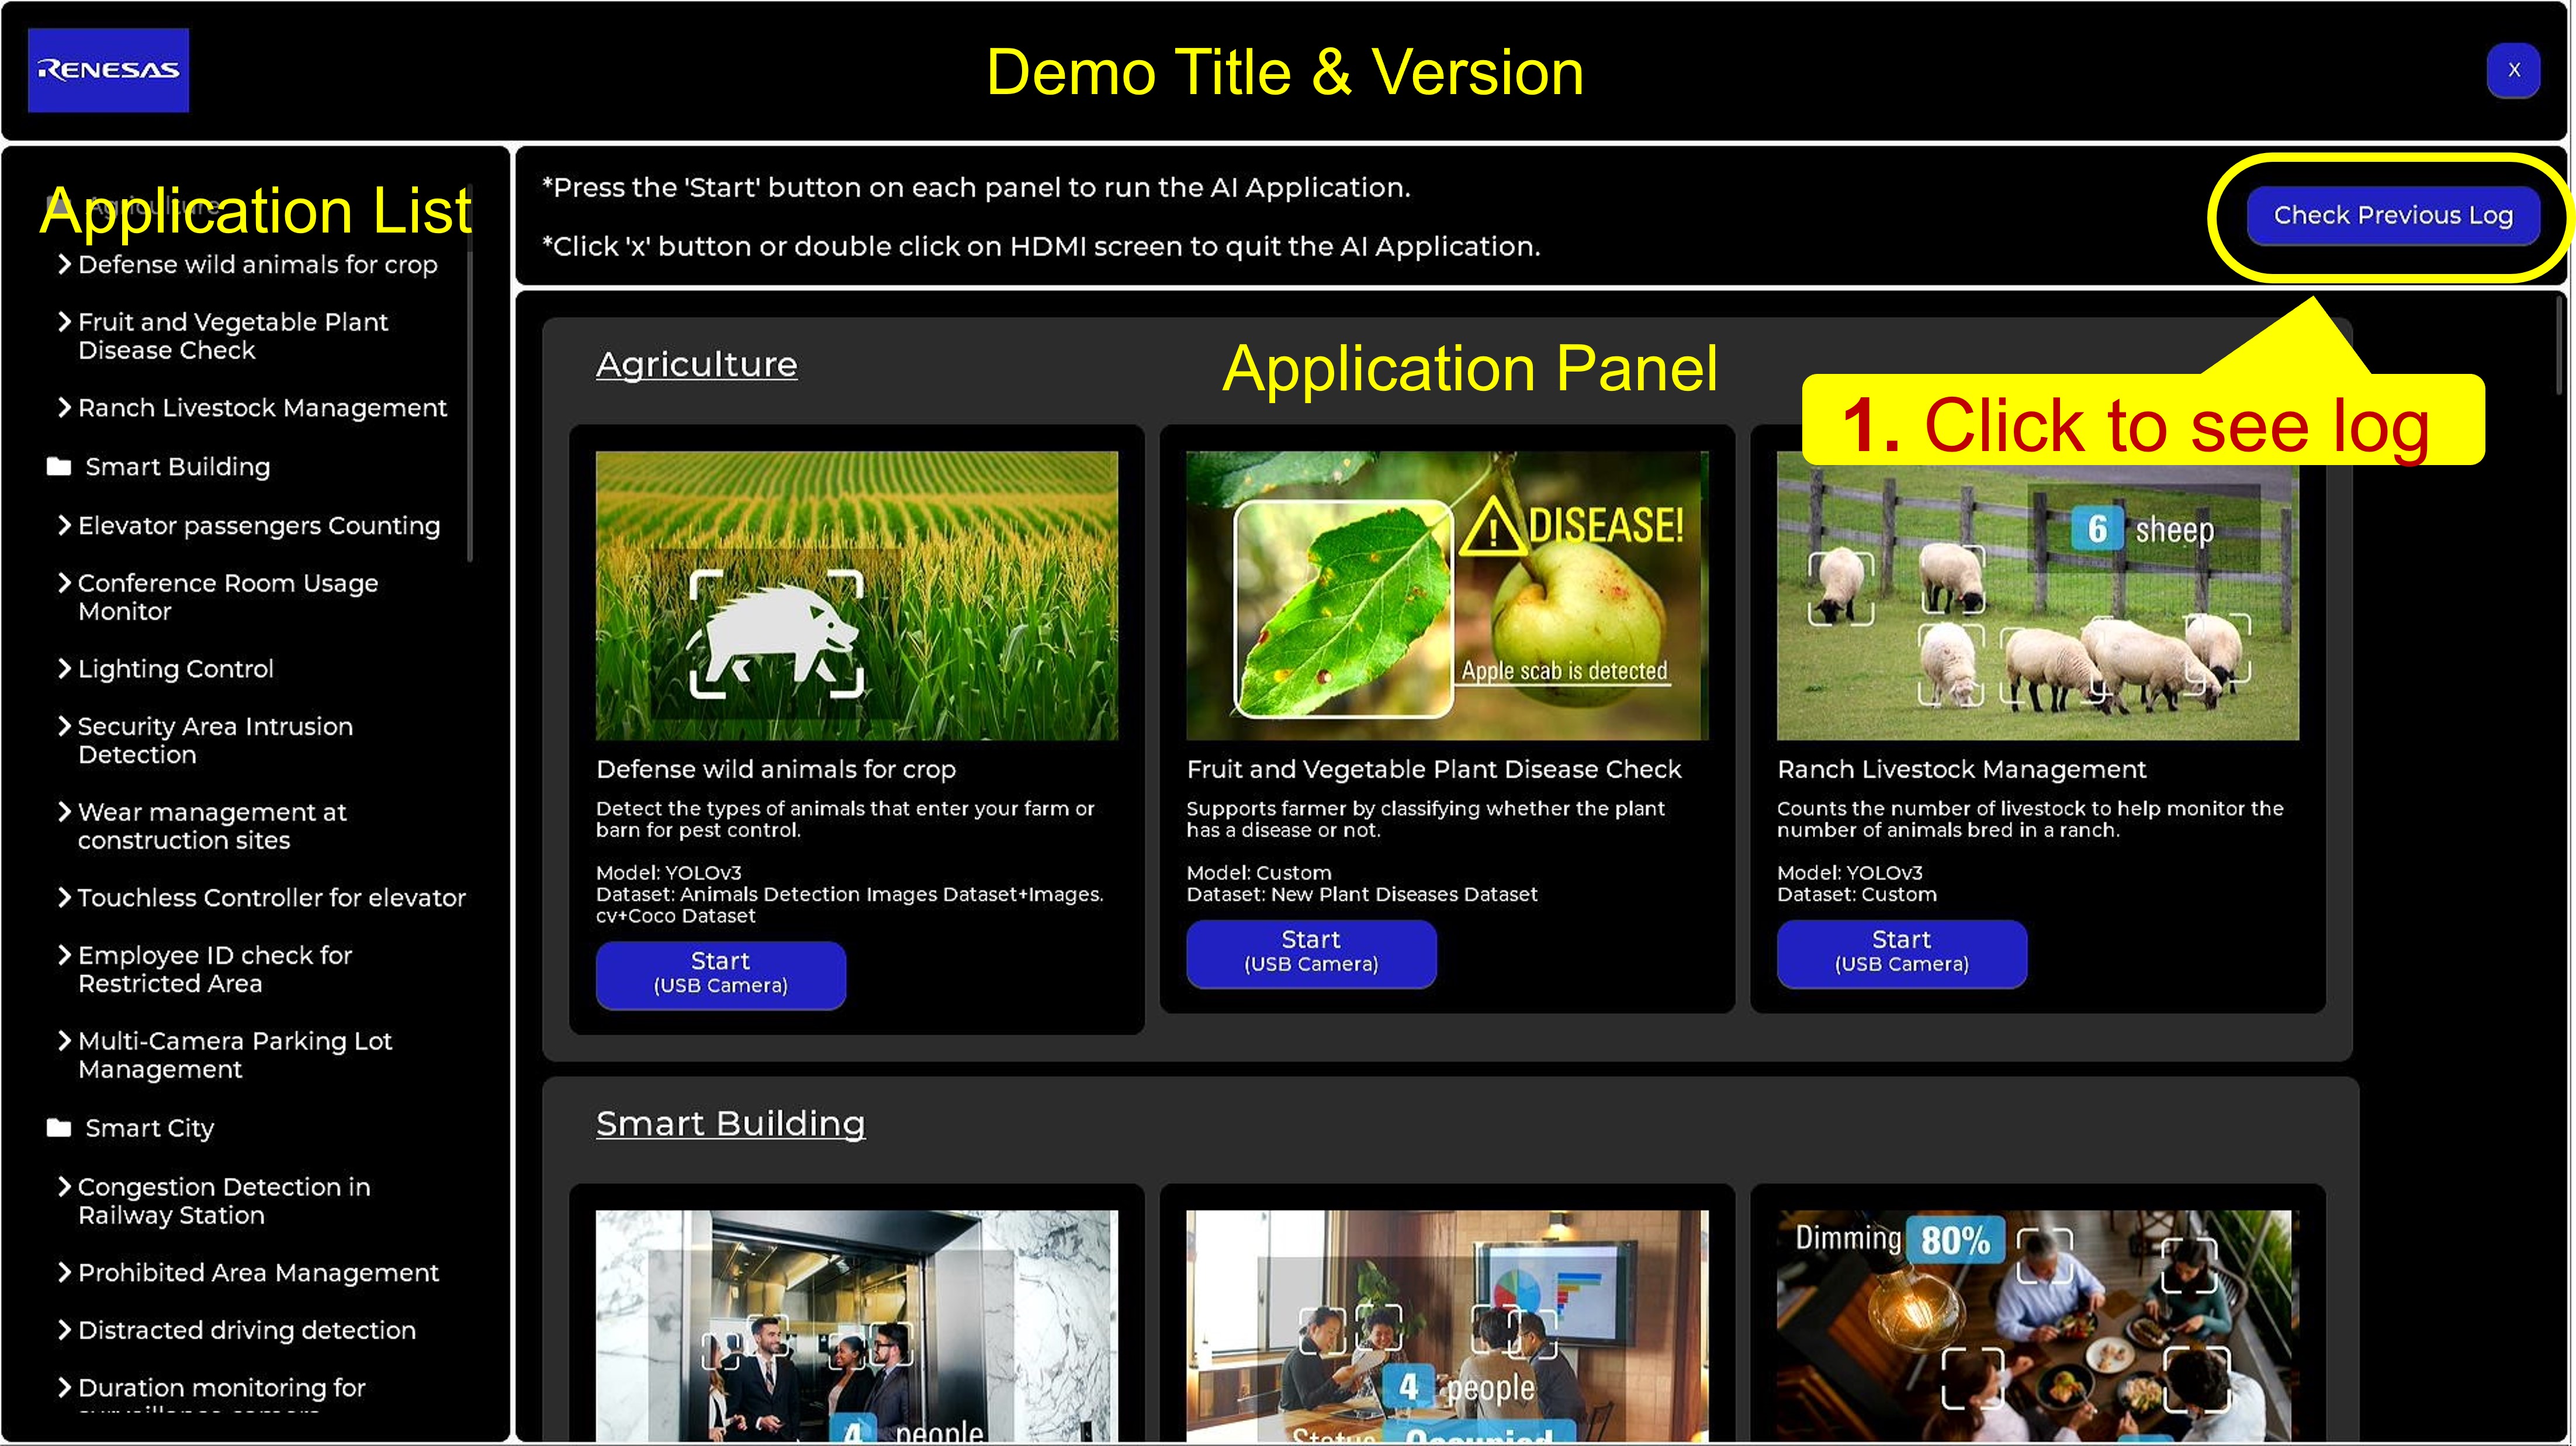 RENESAS
Demo Title & Version
X
Application List
Agriculture
Defense wild animals for crop
Fruit and Vegetable Plant
Disease Check
Ranch Livestock Management
Smart Building
Elevator passengers Counting
Conference Room Usage
Monitor
Lighting Control
Security Area Intrusion
Detection
Wear management at
construction sites
Touchless Controller for elevator
Employee ID check for
Restricted Area
Multi-Camera Parking Lot
Management
Smart City
Congestion Detection in
Railway Station
Prohibited Area Management
Distracted driving detection
Duration monitoring for
*Press the 'Start' button on each panel to run the AI Application.
*Click 'x' button or double click on HDMI screen to quit the AI Application.
Check Previous Log
1. Click to see log
Agriculture
Application Panel
DISEASE!
Apple scab is detected
6 sheep
Defense wild animals for crop
Detect the types of animals that enter your farm or
barn for pest control.
Model: YOLOv3
Dataset: Animals Detection Images Dataset+Images.
cv+Coco Dataset
Start
(USB Camera)
Fruit and Vegetable Plant Disease Check
Supports farmer by classifying whether the plant
has a disease or not.
Model: Custom
Dataset: New Plant Diseases Dataset
Start
(USB Camera)
Ranch Livestock Management
Counts the number of livestock to help monitor the
number of animals bred in a ranch.
Model: YOLOv3
Dataset: Custom
Start
(USB Camera)
Smart Building
4 people
4 people
Status Occupied
Dimming 80%